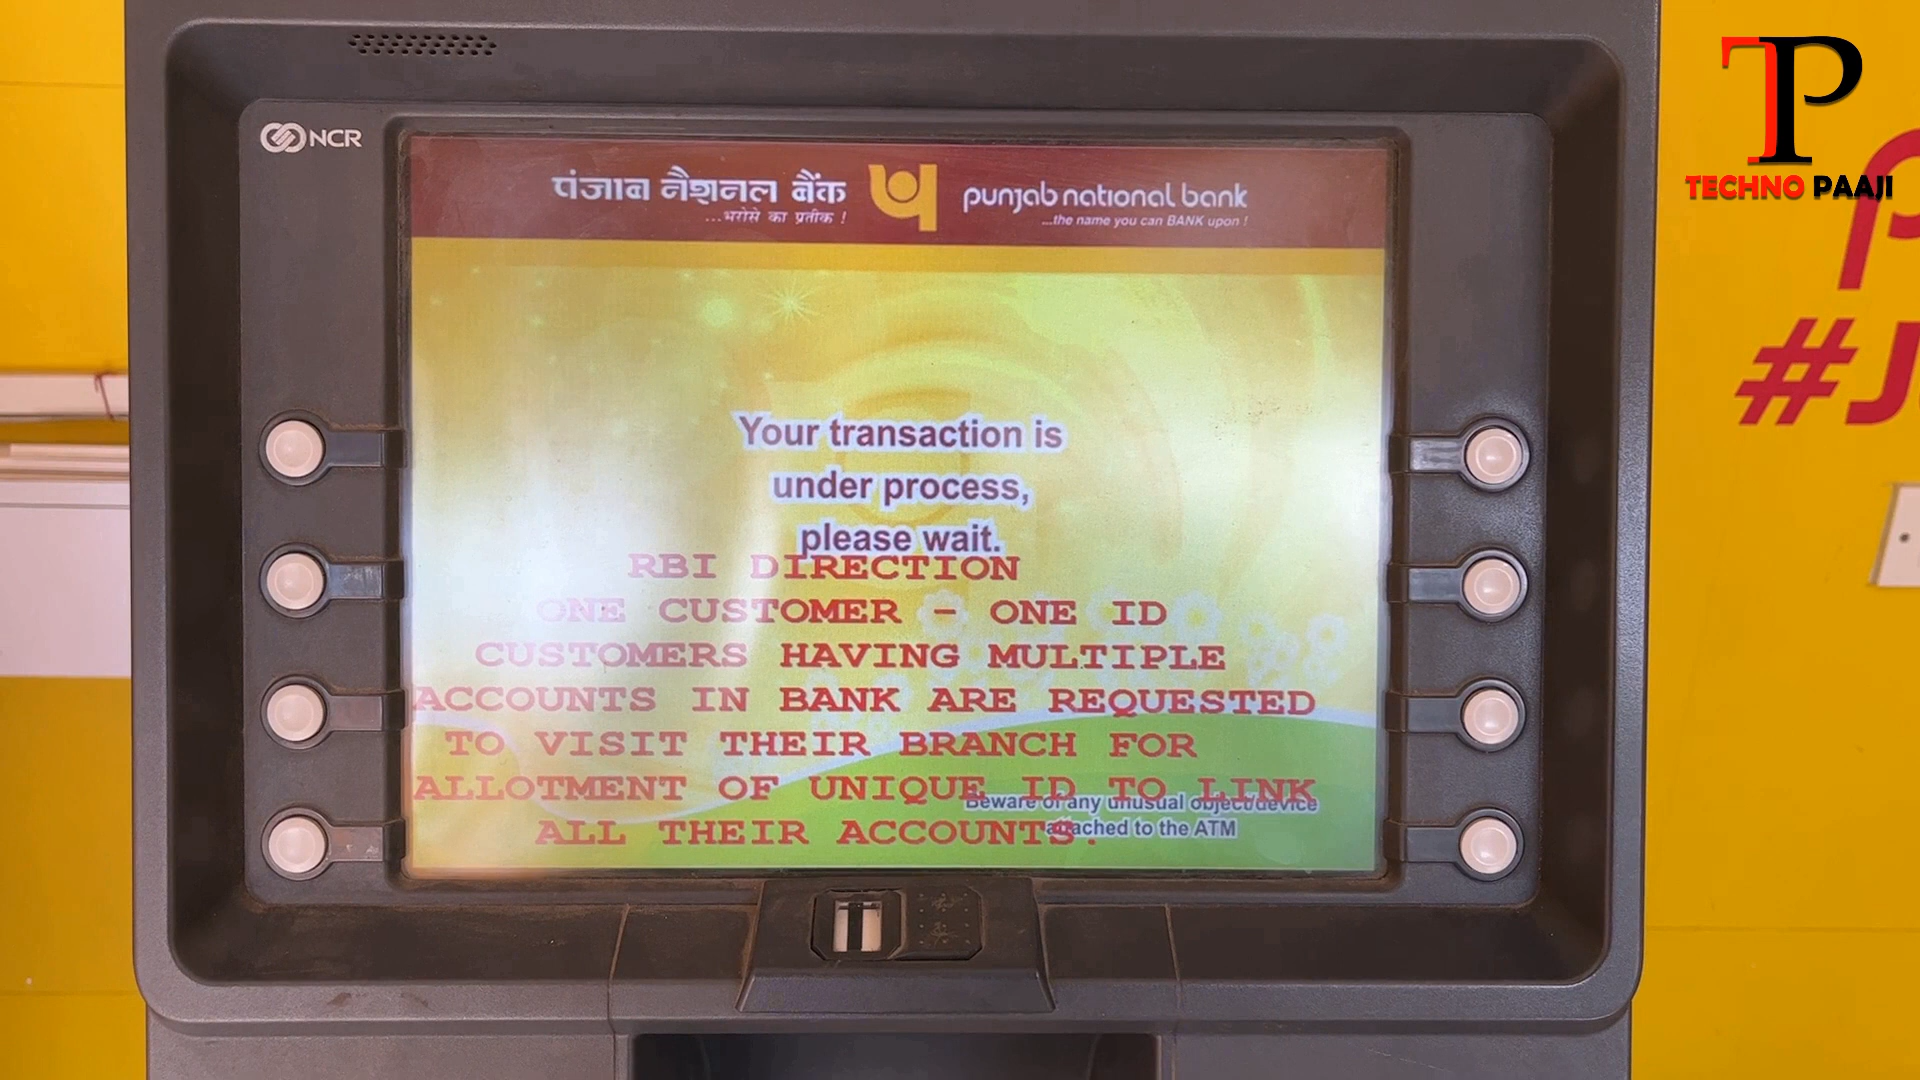 TP
TECHNO PAAJI
NCR
पंजाब नैशनल बैंक
...भरोसे का प्रतीक !
punjab national bank
...the name you can BANK upon !
#J
Your transaction is
under process,
please wait.
RBI DIRECTION
ONE CUSTOMER - ONE ID
CUSTOMERS HAVING MULTIPLE
ACCOUNTS IN BANK ARE REQUESTED
TO VISIT THEIR BRANCH FOR
ALLOTMENT OF UNIQUE ID TO LINK
ALL THEIR ACCOUNTS.
Beware of any unusual object/device
attached to the ATM